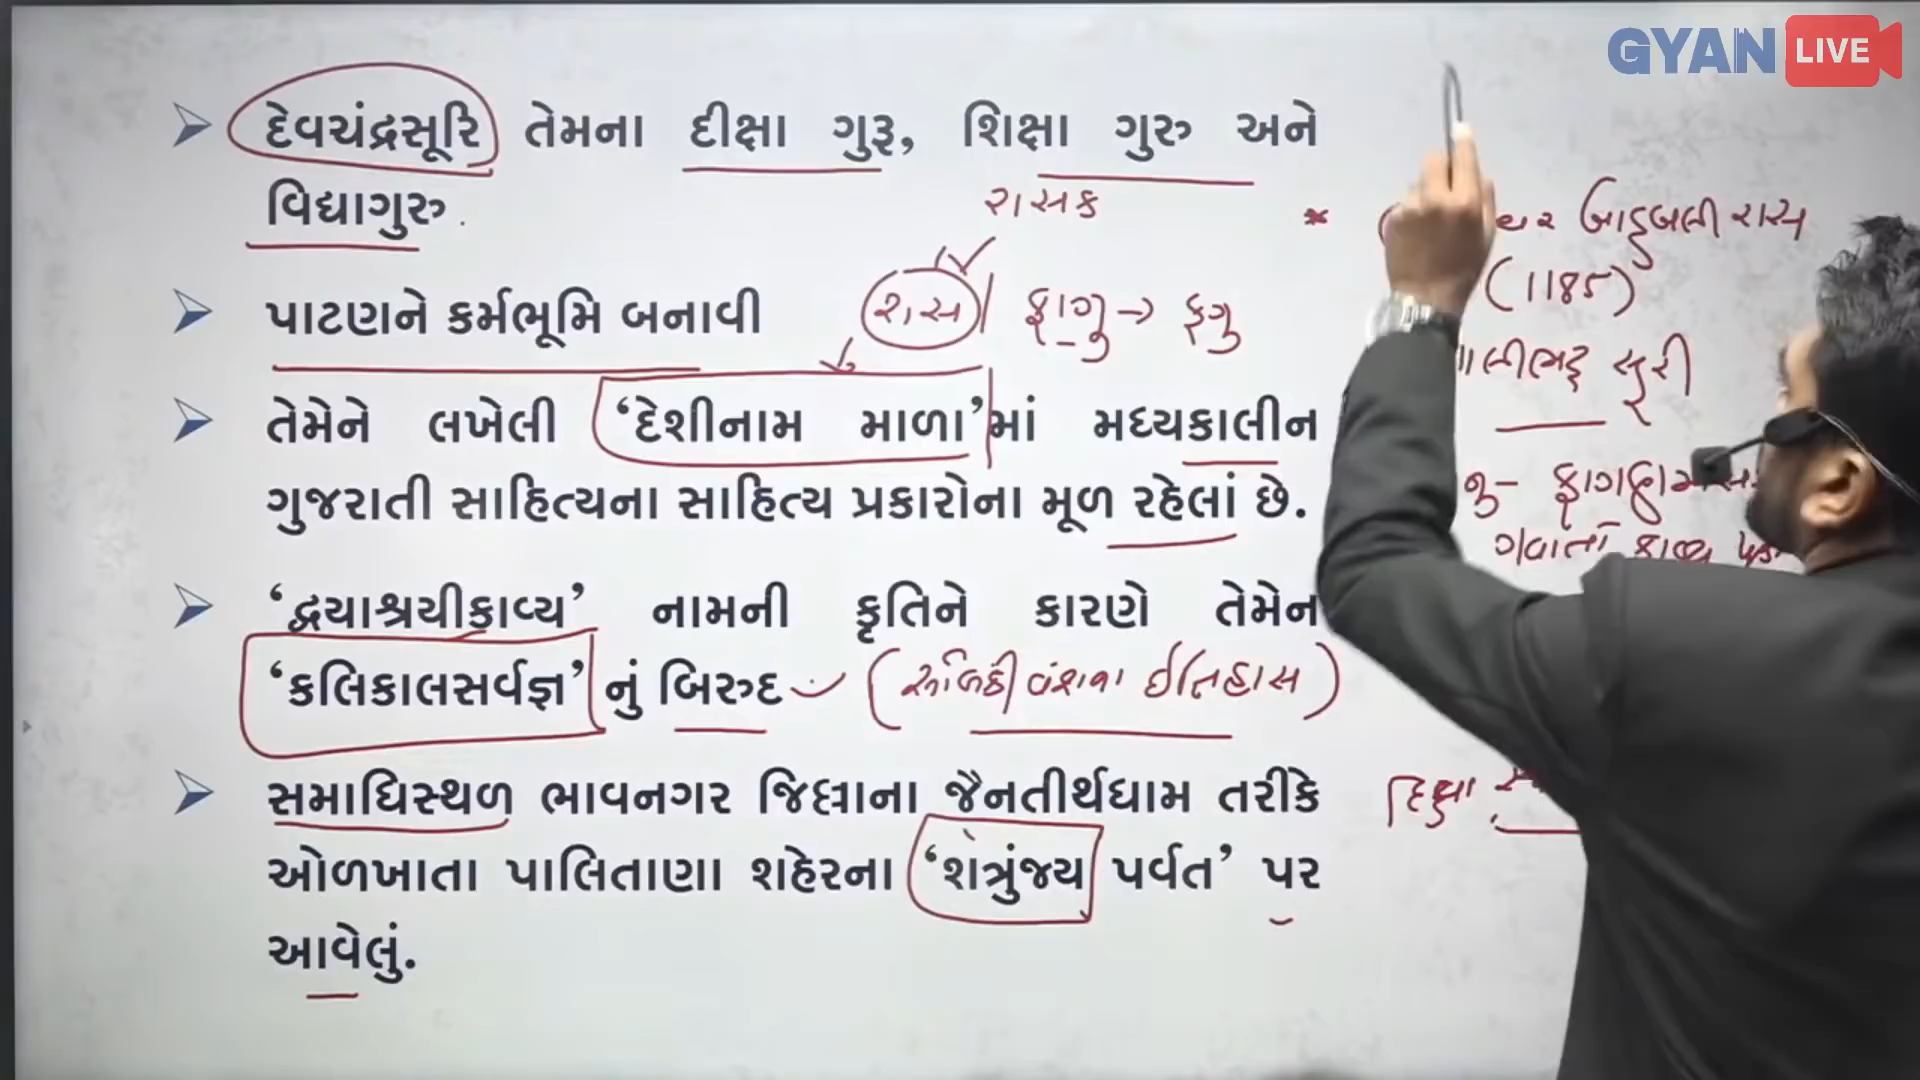 GYAN LIVE
દેવચંદ્રસૂરિ તેમના દીક્ષા ગુરૂ, શિક્ષા ગુરુ અને
વિદ્યાગુરુ.
રાસક
પાટણને કર્મભૂમિ બનાવી
રાસ / ફાગુ → ફગુ
તેમેને લખેલી ‘દેશીનામ માળા’માં મધ્યકાલીન
ગુજરાતી સાહિત્યના સાહિત્ય પ્રકારોના મૂળ રહેલાં છે.
‘દ્વયાશ્રયીકાવ્ય’ નામની કૃતિને કારણે તેમેન
‘કલિકાલસર્વજ્ઞ’ નું બિરુદ (સોલંકી વંશના ઈતિહાસ)
સમાધિસ્થળ ભાવનગર જિલ્લાના જૈનતીર્થધામ તરીકે
ઓળખાતા પાલિતાણા શહેરના ‘શેત્રુંજય પર્વત’ પર
આવેલું.
* બાહુબલી રાસ
(1185)
સૂરી
ગવાતાં કાવ્ય
દિક્ષા